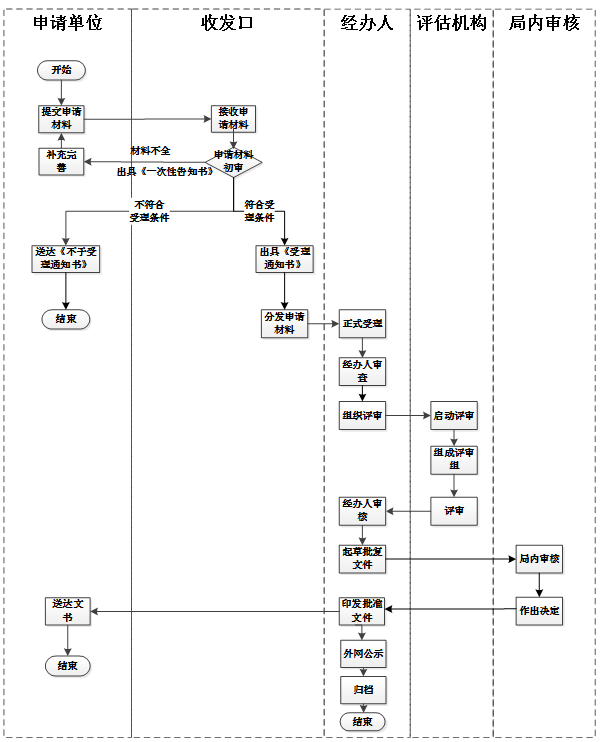 申请单位
收发口
经办人
评估机构
局内审核
开始
提交申请
材料
接收申
请材料
补充完
善
材料不全
出具《一次性告知书》
申请材料
初审
不符合
受理条件
符合受
理条件
送达《不予受
理通知书》
出具《受理
通知书》
结束
分发申请
材料
正式受理
经办人审
查
组织评审
启动评审
组成评审
组
评审
经办人审
核
起草批复
文件
局内审核
作出决定
印发批准
文件
送达文
书
结束
外网公示
归档
结束